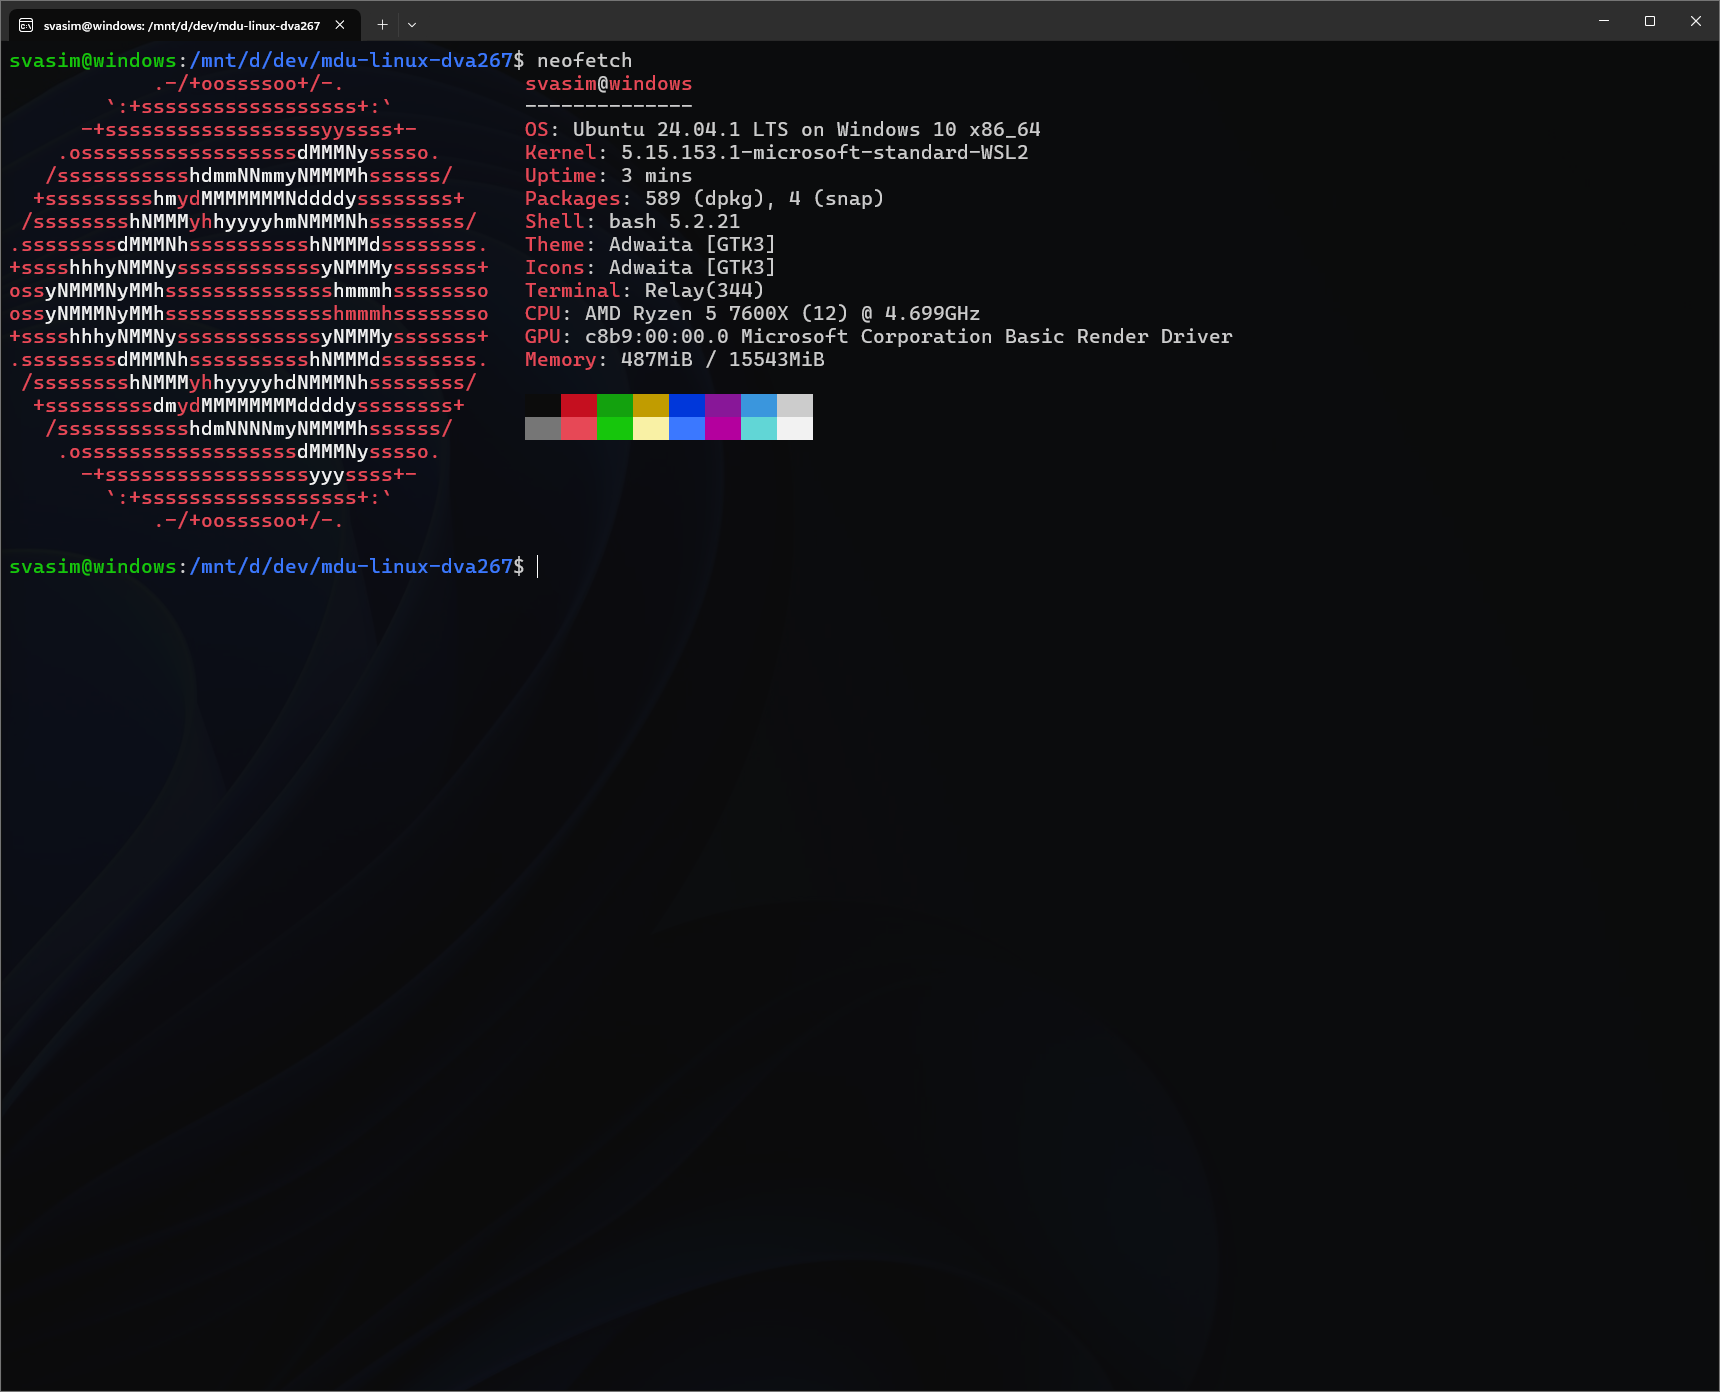 svasim@windows: /mnt/d/dev/mdu-linux-dva267
svasim@windows:/mnt/d/dev/mdu-linux-dva267$ neofetch
            .-/+oossssoo+/-.               svasim@windows
        `:+ssssssssssssssssss+:`           --------------
      -+ssssssssssssssssssyyssss+-         OS: Ubuntu 24.04.1 LTS on Windows 10 x86_64
    .ossssssssssssssssssdMMMNysssso.       Kernel: 5.15.153.1-microsoft-standard-WSL2
   /ssssssssssshdmmNNmmyNMMMMhssssss/      Uptime: 3 mins
  +ssssssssshmydMMMMMMMNddddyssssssss+     Packages: 589 (dpkg), 4 (snap)
 /sssssssshNMMMyhhyyyyhmNMMMNhssssssss/    Shell: bash 5.2.21
.ssssssssdMMMNhsssssssssshNMMMdssssssss.   Theme: Adwaita [GTK3]
+sssshhhyNMMNyssssssssssssyNMMMysssssss+   Icons: Adwaita [GTK3]
ossyNMMMNyMMhsssssssssssssshmmmhssssssso   Terminal: Relay(344)
ossyNMMMNyMMhsssssssssssssshmmmhssssssso   CPU: AMD Ryzen 5 7600X (12) @ 4.699GHz
+sssshhhyNMMNyssssssssssssyNMMMysssssss+   GPU: c8b9:00:00.0 Microsoft Corporation Basic Render Driver
.ssssssssdMMMNhsssssssssshNMMMdssssssss.   Memory: 487MiB / 15543MiB
 /sssssssshNMMMyhhyyyyhdNMMMNhssssssss/
  +sssssssssdmydMMMMMMMMddddyssssssss+
   /ssssssssssshdmNNNNmyNMMMMhssssss/
    .ossssssssssssssssssdMMMNysssso.
      -+sssssssssssssssssyyyssss+-
        `:+ssssssssssssssssss+:`
            .-/+oossssoo+/-.
svasim@windows:/mnt/d/dev/mdu-linux-dva267$